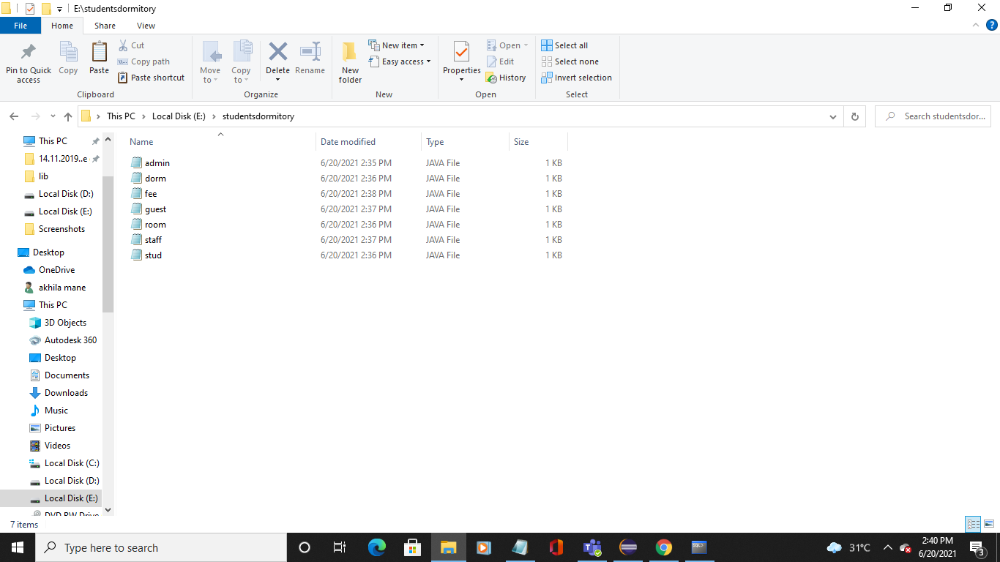 E:\studentsdormitory
File Home Share View
Pin to Quick access
Copy
Paste
Cut
Copy path
Paste shortcut
Clipboard
Move to
Copy to
Delete
Rename
Organize
New folder
New item
Easy access
New
Properties
Open
Edit
History
Open
Select all
Select none
Invert selection
Select
This PC > Local Disk (E:) > studentsdormitory
Search studentsdor...
This PC
14.11.2019..e
lib
Local Disk (D:)
Local Disk (E:)
Screenshots
Desktop
OneDrive
akhila mane
This PC
3D Objects
Autodesk 360
Desktop
Documents
Downloads
Music
Pictures
Videos
Local Disk (C:)
Local Disk (D:)
Local Disk (E:)
DVD RW Drive
Name Date modified Type Size
admin 6/20/2021 2:35 PM JAVA File 1 KB
dorm 6/20/2021 2:36 PM JAVA File 1 KB
fee 6/20/2021 2:38 PM JAVA File 1 KB
guest 6/20/2021 2:37 PM JAVA File 1 KB
room 6/20/2021 2:36 PM JAVA File 1 KB
staff 6/20/2021 2:37 PM JAVA File 1 KB
stud 6/20/2021 2:36 PM JAVA File 1 KB
7 items
Type here to search
SQL>
31°C
2:40 PM
6/20/2021
3